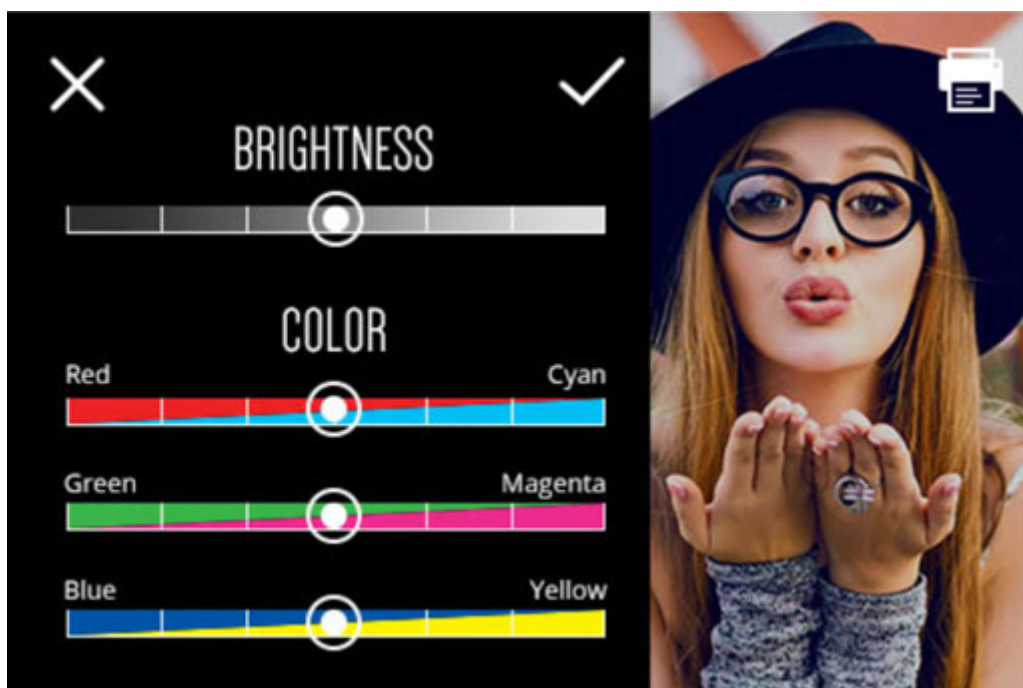 BRIGHTNESS
COLOR
Red Cyan
Green Magenta
Blue Yellow